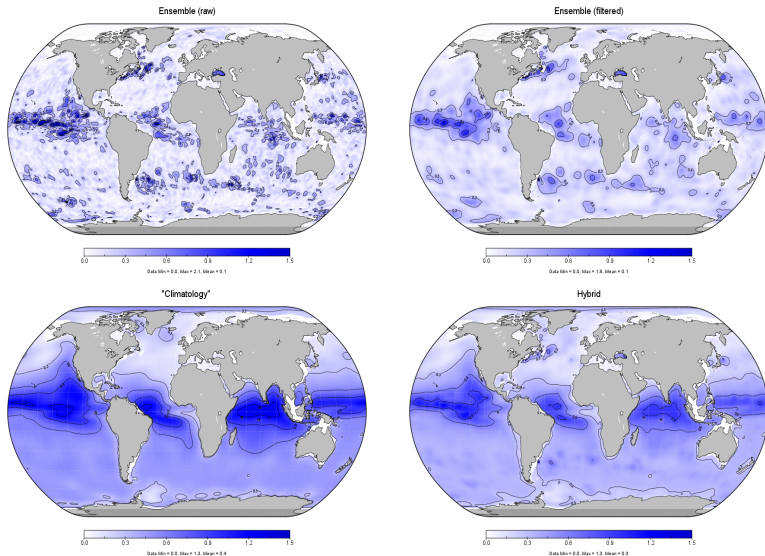 Ensemble (raw)
Ensemble (filtered)
0.0 0.3 0.6 0.9 1.2 1.5
Data Min = 0.0, Max = 2.1, Mean = 0.1
0.0 0.3 0.6 0.9 1.2 1.5
Data Min = 0.0, Max = 1.8, Mean = 0.1
"Climatology"
Hybrid
0.0 0.3 0.6 0.9 1.2 1.5
Data Min = 0.0, Max = 1.3, Mean = 0.4
0.0 0.3 0.6 0.9 1.2 1.5
Data Min = 0.0, Max = 1.3, Mean = 0.3